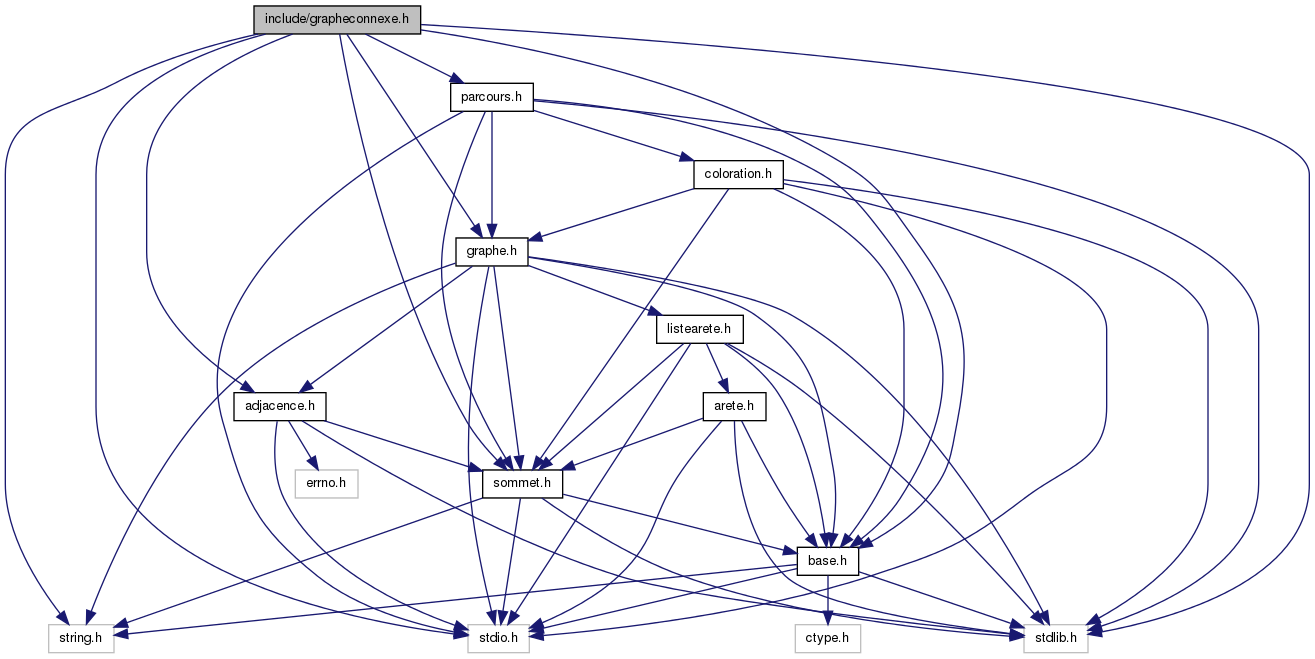 include/grapheconnexe.h
parcours.h
coloration.h
graphe.h
listearete.h
adjacence.h
arete.h
errno.h
sommet.h
base.h
string.h
stdio.h
ctype.h
stdlib.h